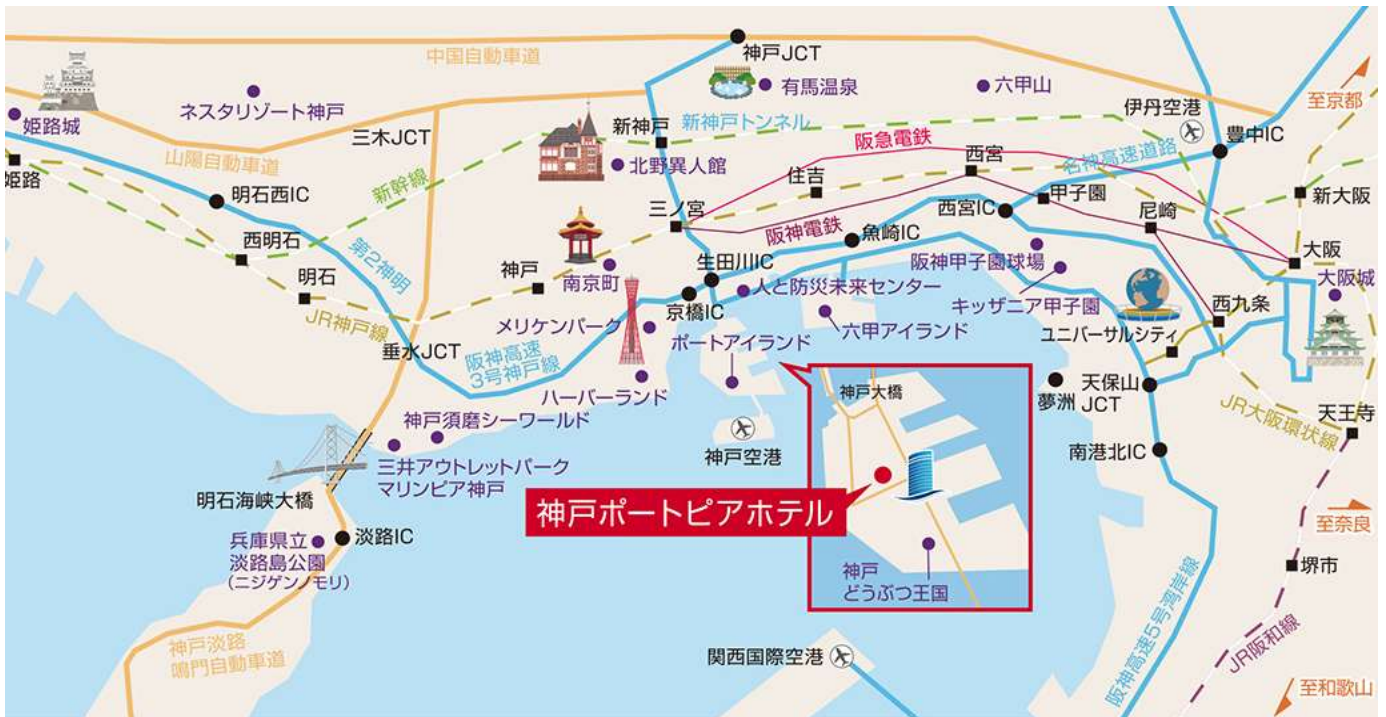 中国自動車道
神戸JCT
有馬温泉
六甲山
至京都
姫路城
ネスタリゾート神戸
三木JCT
新神戸
新神戸トンネル
伊丹空港
豊中IC
山陽自動車道
北野異人館
阪急電鉄
西宮
名神高速道路
姫路
明石西IC
新幹線
住吉
甲子園
新大阪
三ノ宮
西宮IC
尼崎
西明石
第2神明
阪神電鉄
魚崎IC
大阪
明石
神戸
南京町
生田川IC
阪神甲子園球場
大阪城
人と防災未来センター
キッザニア甲子園
西九条
京橋IC
JR神戸線
メリケンパーク
六甲アイランド
ユニバーサルシティ
垂水JCT
阪神高速
3号神戸線
ポートアイランド
ハーバーランド
神戸大橋
夢洲
天保山
JCT
JR大阪環状線
天王寺
神戸須磨シーワールド
神戸空港
南港北IC
三井アウトレットパーク
マリンピア神戸
明石海峡大橋
神戸ポートピアホテル
至奈良
兵庫県立
淡路島公園
(ニジゲンノモリ)
淡路IC
神戸
どうぶつ王国
堺市
阪神高速5号湾岸線
JR阪和線
神戸淡路
鳴門自動車道
関西国際空港
至和歌山